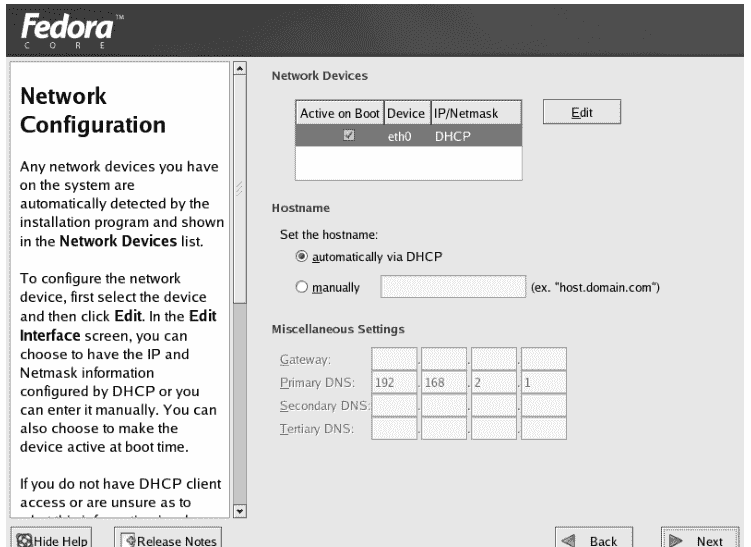 Fedora™
CORE
Network
Configuration
Any network devices you have
on the system are
automatically detected by the
installation program and shown
in the Network Devices list.
To configure the network
device, first select the device
and then click Edit. In the Edit
Interface screen, you can
choose to have the IP and
Netmask information
configured by DHCP or you
can enter it manually. You can
also choose to make the
device active at boot time.
If you do not have DHCP client
access or are unsure as to
Network Devices
Active on Boot Device IP/Netmask
eth0 DHCP
Edit
Hostname
Set the hostname:
automatically via DHCP
manually (ex. "host.domain.com")
Miscellaneous Settings
Gateway: . . .
Primary DNS: 192 . 168 . 2 . 1
Secondary DNS: . . .
Tertiary DNS: . . .
Hide Help Release Notes Back Next